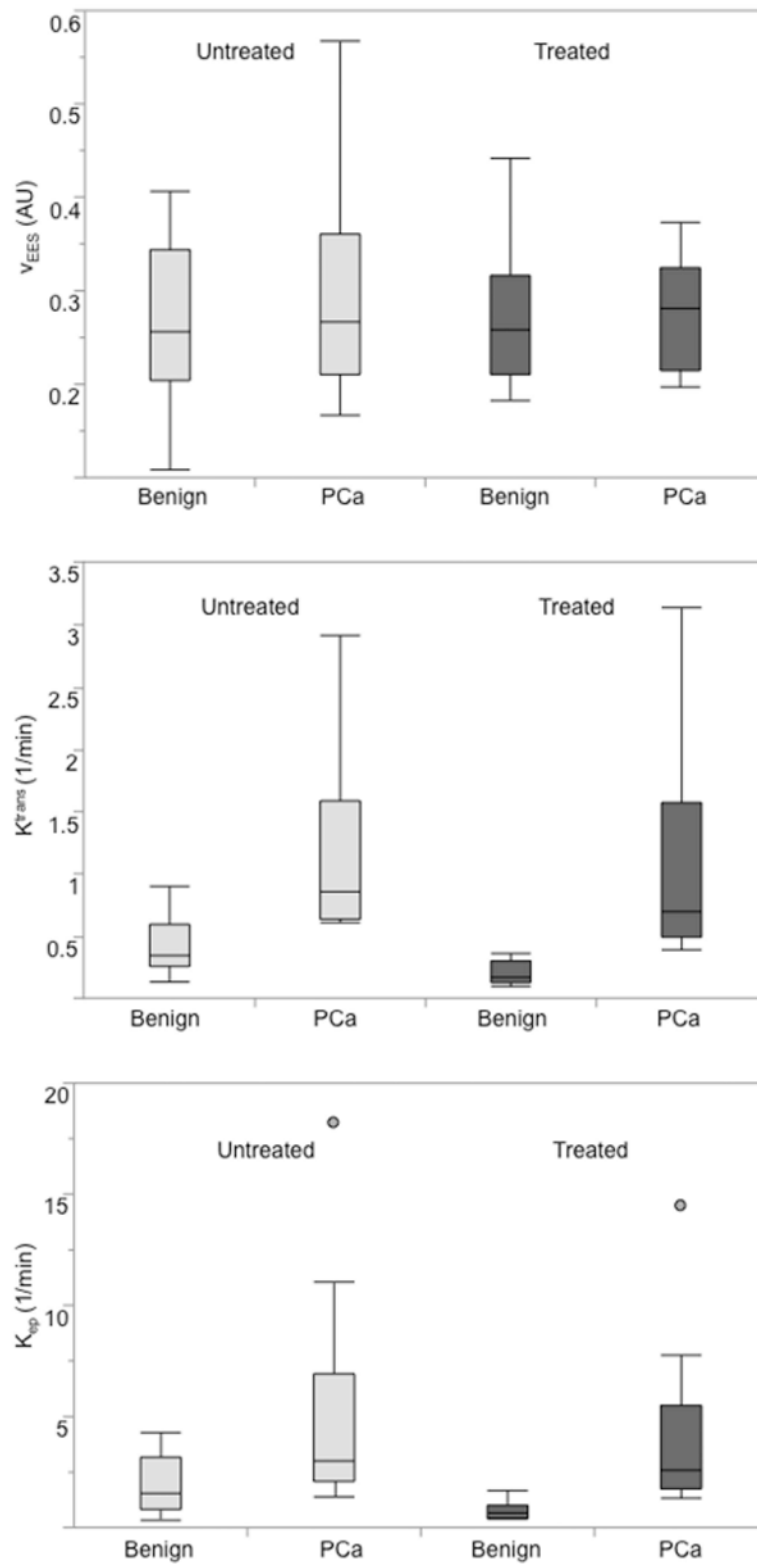 0.6
Untreated Treated
0.5
0.4
0.3
0.2
vEES (AU)
Benign PCa Benign PCa
3.5
Untreated Treated
3
2.5
2
1.5
1
0.5
Ktrans (1/min)
Benign PCa Benign PCa
20
Untreated Treated
15
10
5
Kep (1/min)
Benign PCa Benign PCa